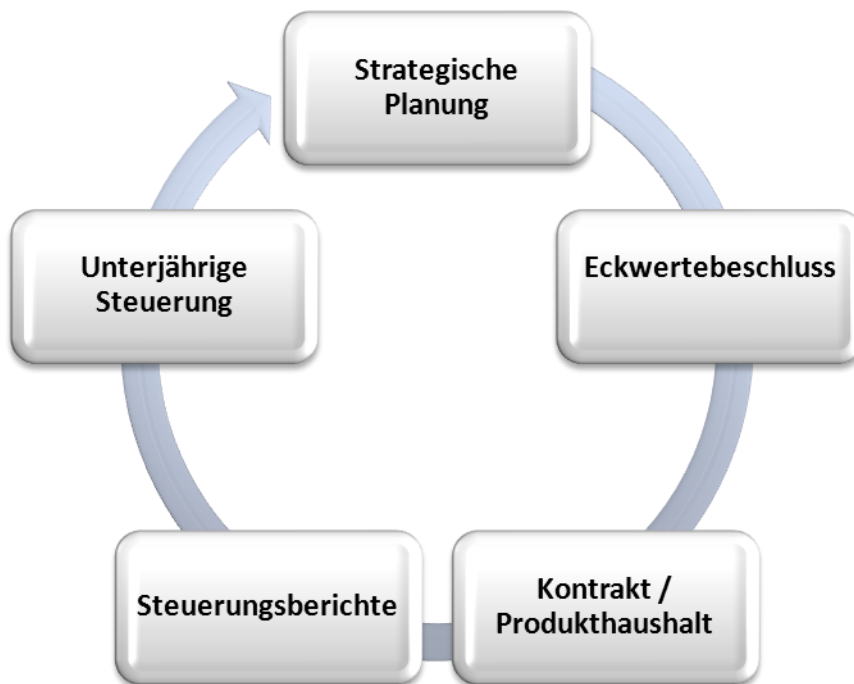 Strategische
Planung
Eckwertebeschluss
Kontrakt /
Produkthaushalt
Steuerungsberichte
Unterjährige
Steuerung